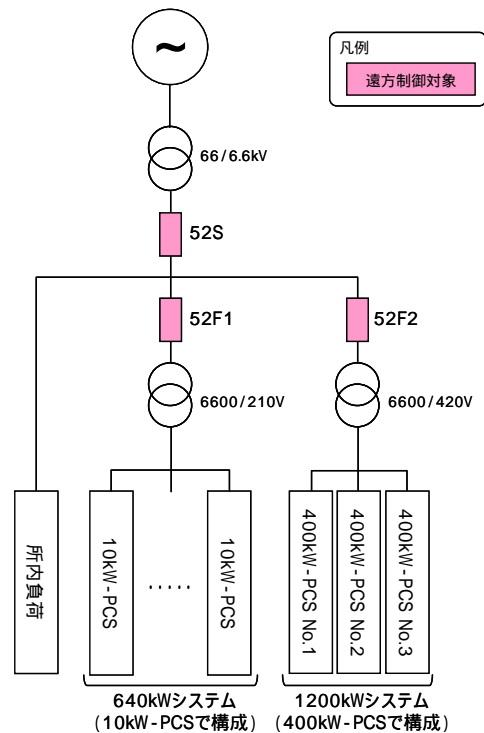 ~
凡例
遠方制御対象
66/6.6kV
52S
52F1
52F2
6600/210V
6600/420V
所内負荷
10kW-PCS
.....
10kW-PCS
400kW-PCS No.1
400kW-PCS No.2
400kW-PCS No.3
640kWシステム
(10kW-PCSで構成)
1200kWシステム
(400kW-PCSで構成)